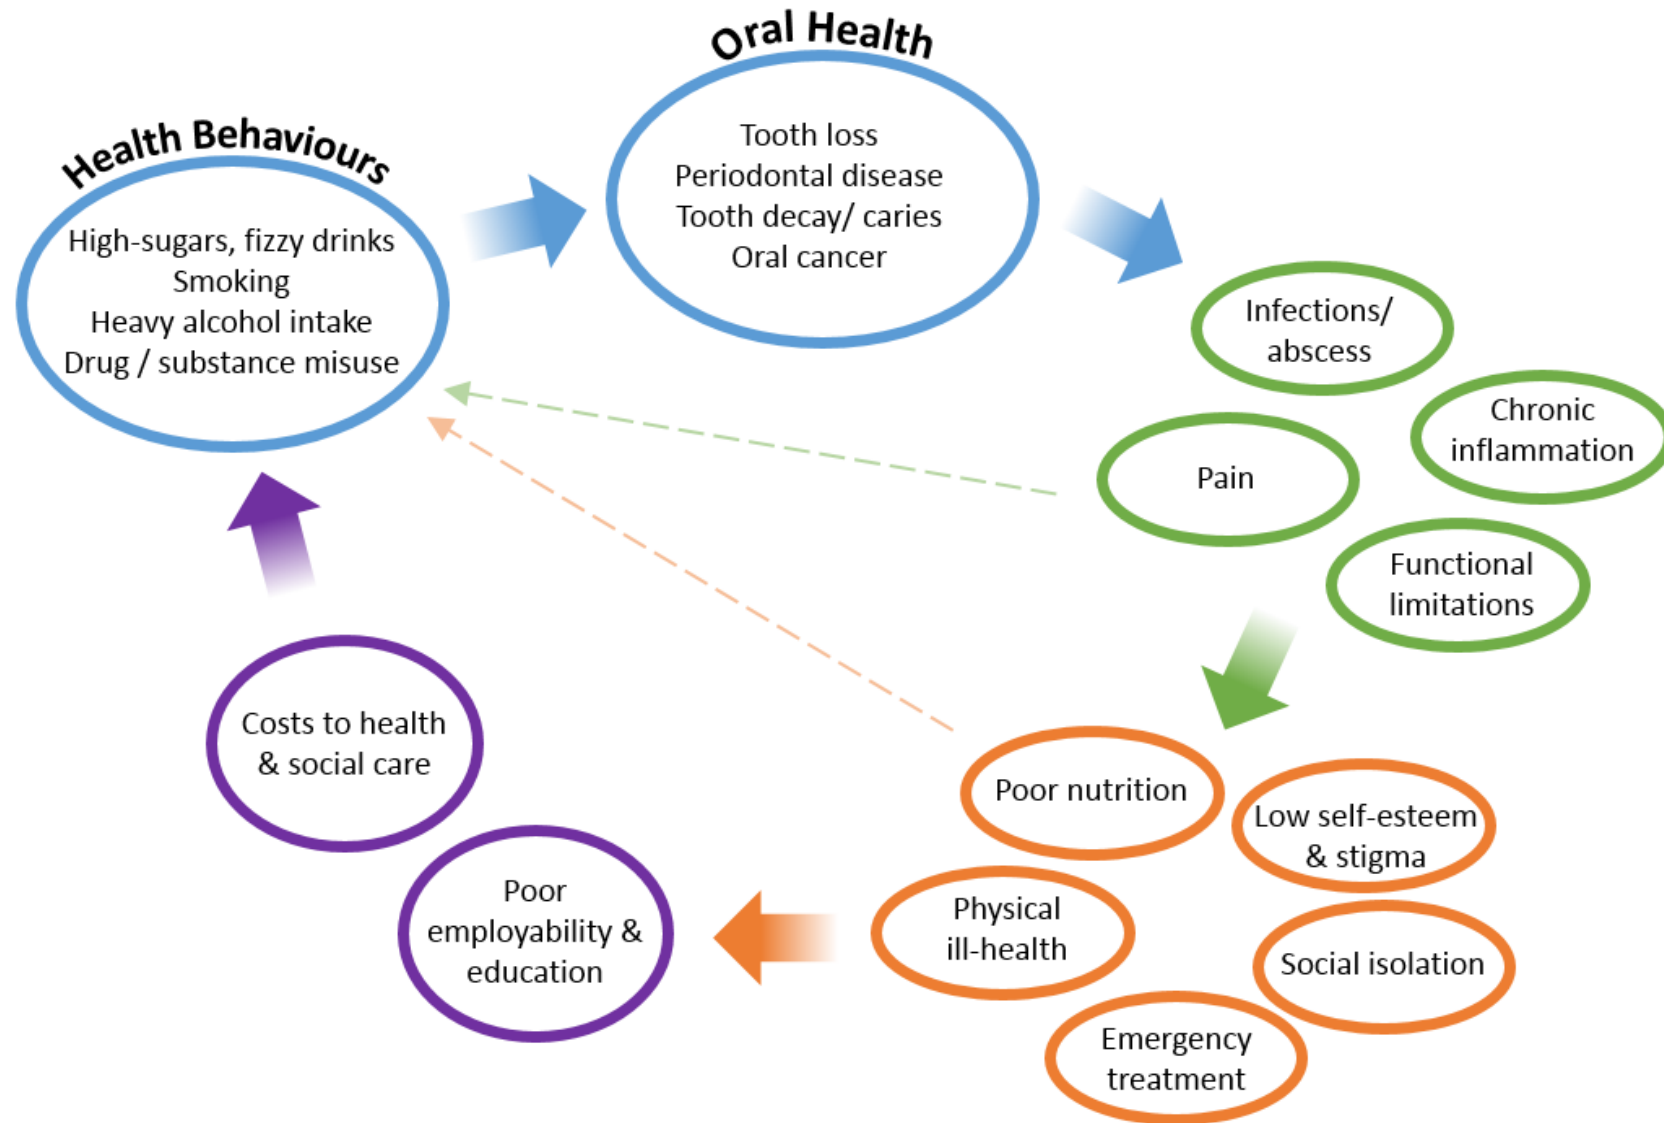 Oral Health
Tooth loss
Periodontal disease
Tooth decay/ caries
Oral cancer
Health Behaviours
High-sugars, fizzy drinks
Smoking
Heavy alcohol intake
Drug / substance misuse
Infections/
abscess
Chronic
inflammation
Pain
Functional
limitations
Poor nutrition
Low self-esteem
& stigma
Physical
ill-health
Social isolation
Emergency
treatment
Costs to health
& social care
Poor
employability &
education